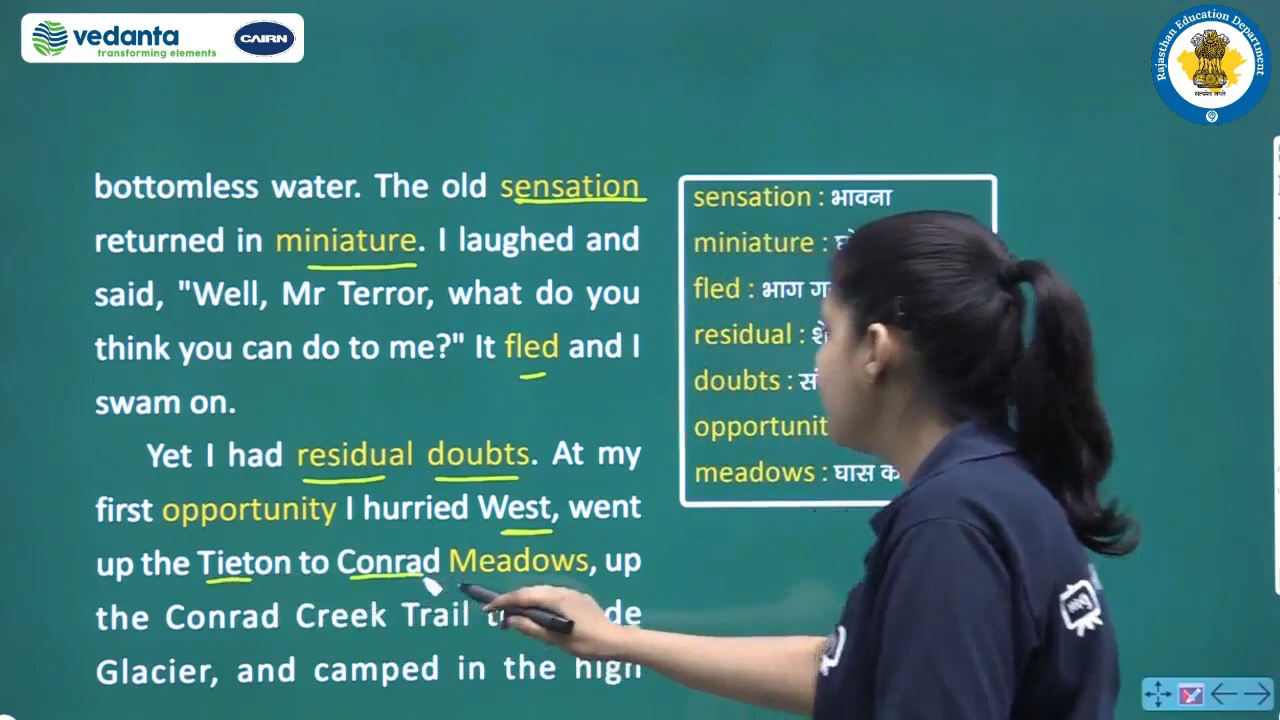 vedanta
transforming elements
CAIRN
Rajasthan Education Department
सत्यमेव जयते
bottomless water. The old sensation
returned in miniature. I laughed and
said, "Well, Mr Terror, what do you
think you can do to me?" It fled and I
swam on.
Yet I had residual doubts. At my
first opportunity I hurried West, went
up the Tieton to Conrad Meadows, up
the Conrad Creek Trail
Glacier, and camped in the high
sensation : भावना
miniature :
fled : भाग
residual :
doubts :
meadows : घास